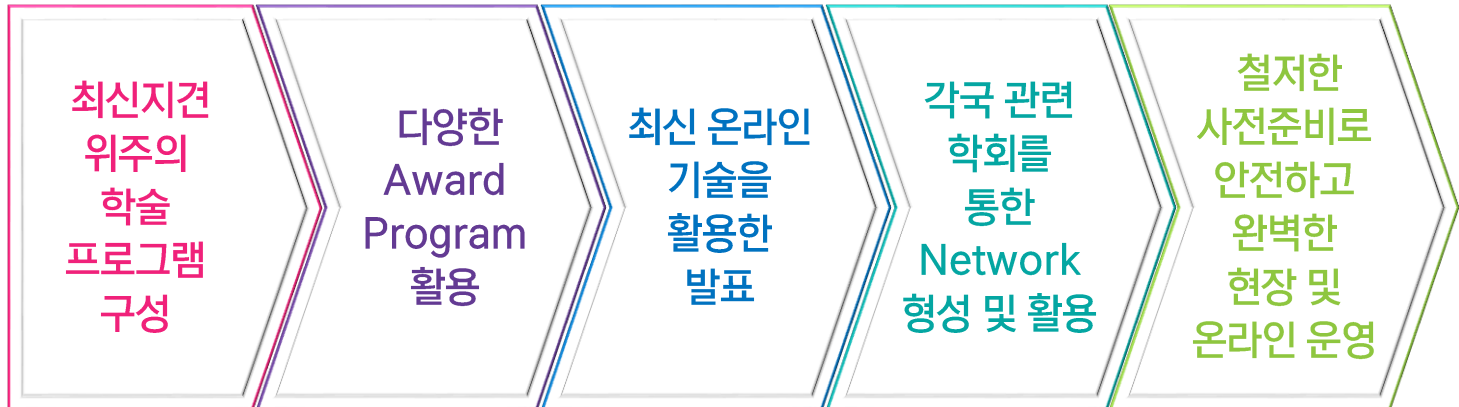 최신지견
위주의
학술
프로그램
구성
다양한
Award
Program
활용
최신 온라인
기술을
활용한
발표
각국 관련
학회를
통한
Network
형성 및 활용
철저한
사전준비로
안전하고
완벽한
현장 및
온라인 운영